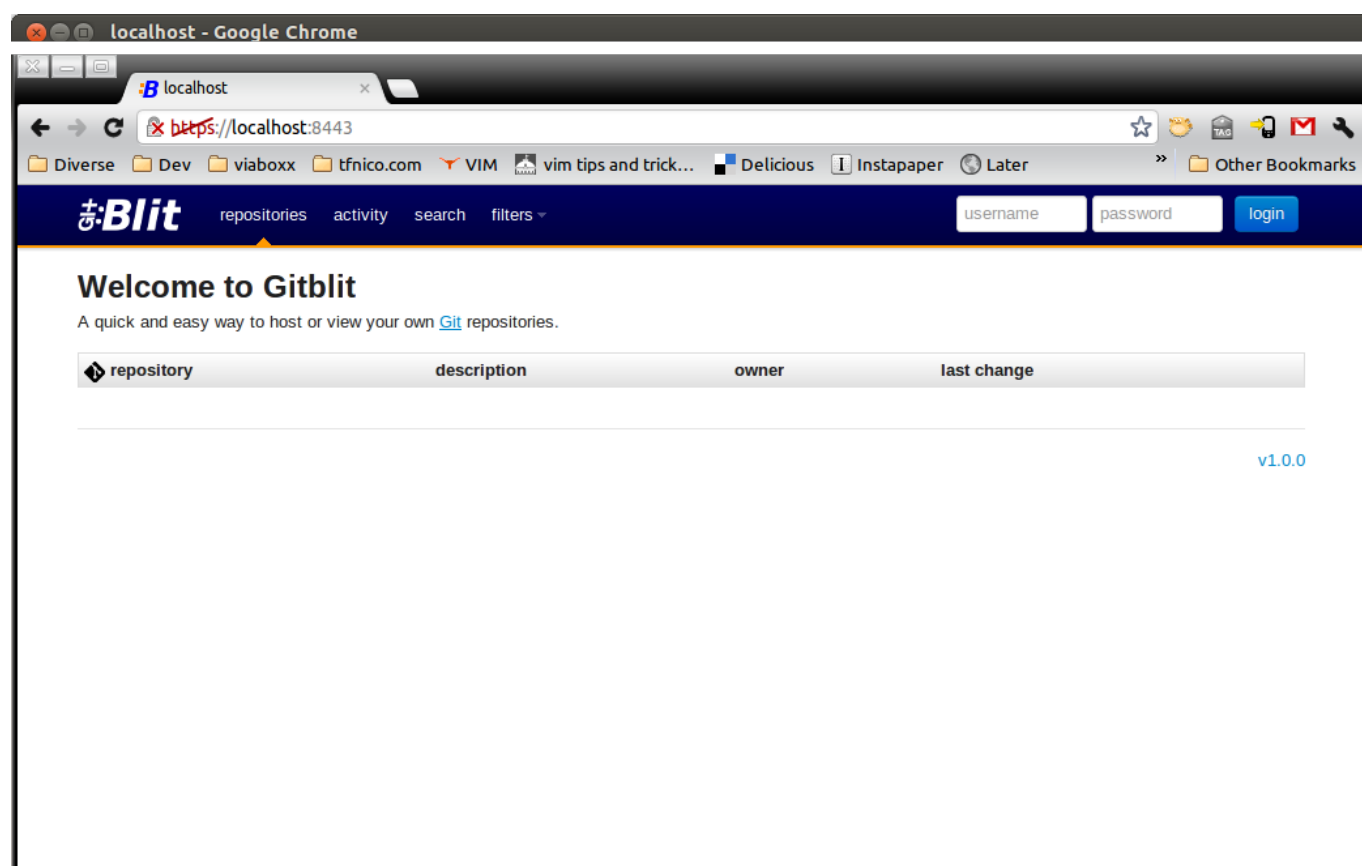 localhost - Google Chrome
localhost
https://localhost:8443
TAG
Diverse Dev viaboxx tfnico.com VIM vim tips and trick... Delicious I Instapaper Later » Other Bookmarks
Blit repositories activity search filters username password login
Welcome to Gitblit
A quick and easy way to host or view your own Git repositories.
repository description owner last change
v1.0.0